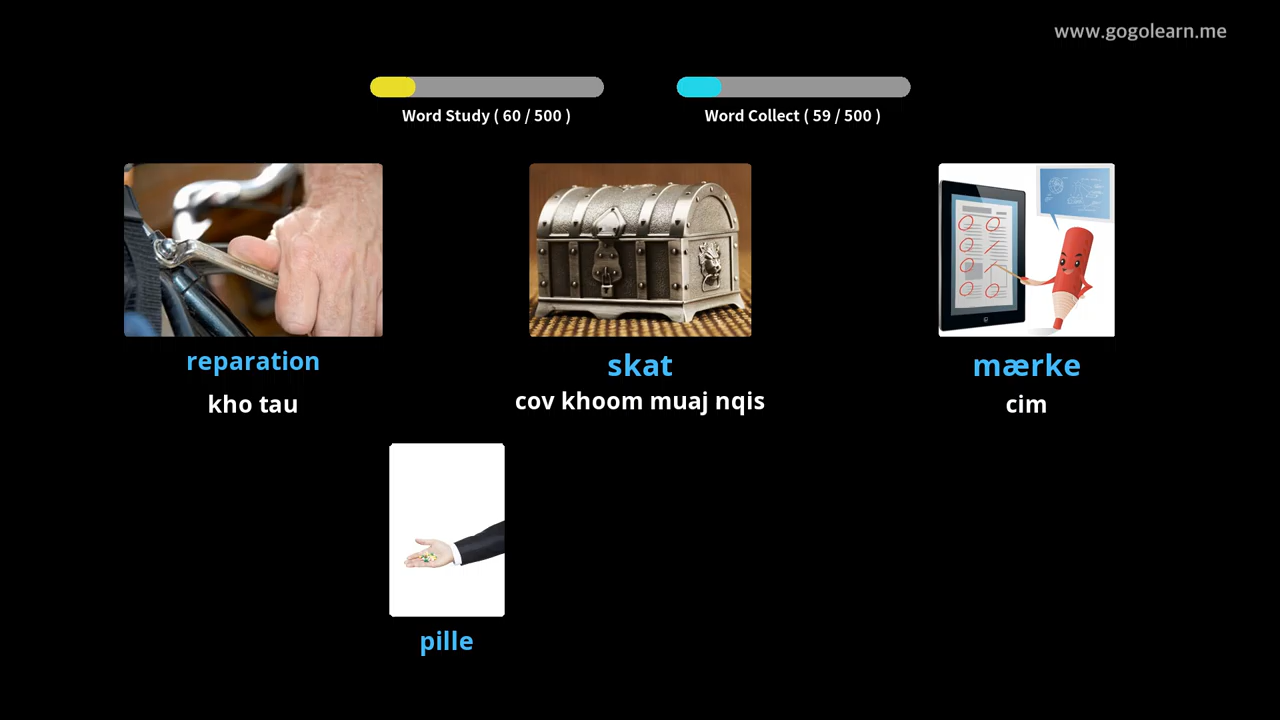 www.gogolearn.me
Word Study ( 60 / 500 )
Word Collect ( 59 / 500 )
reparation
skat
mærke
kho tau
cov khoom muaj nqis
cim
pille